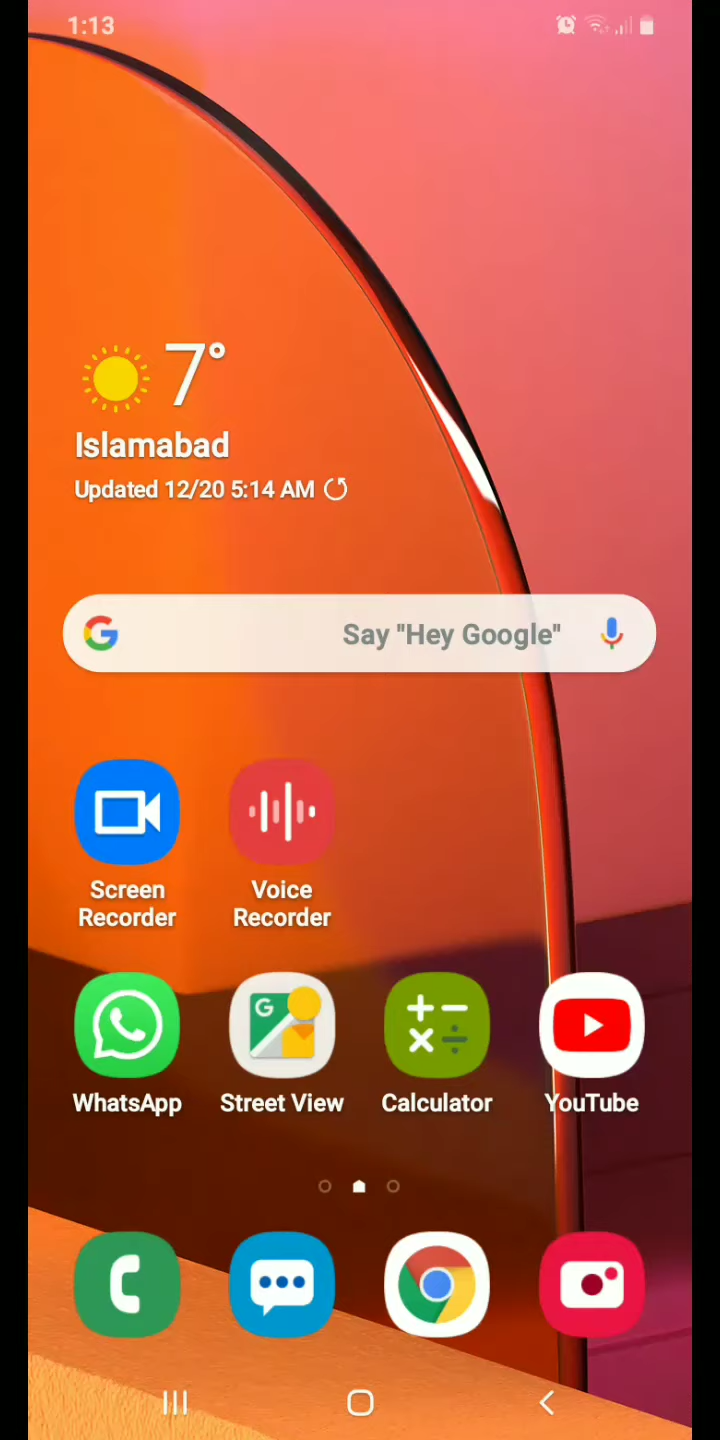 1:13
7°
Islamabad
Updated 12/20 5:14 AM
Say "Hey Google"
Screen
Recorder
Voice
Recorder
WhatsApp
Street View
Calculator
YouTube